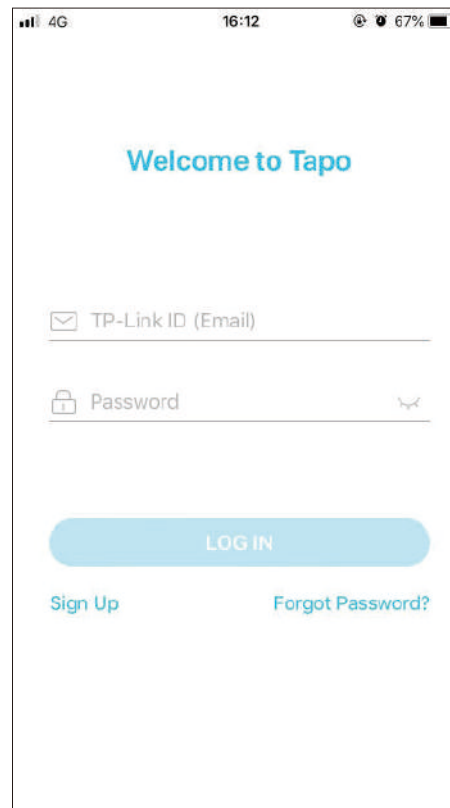 4G 16:12 67%
Welcome to Tapo
TP-Link ID (Email)
Password
LOG IN
Sign Up Forgot Password?